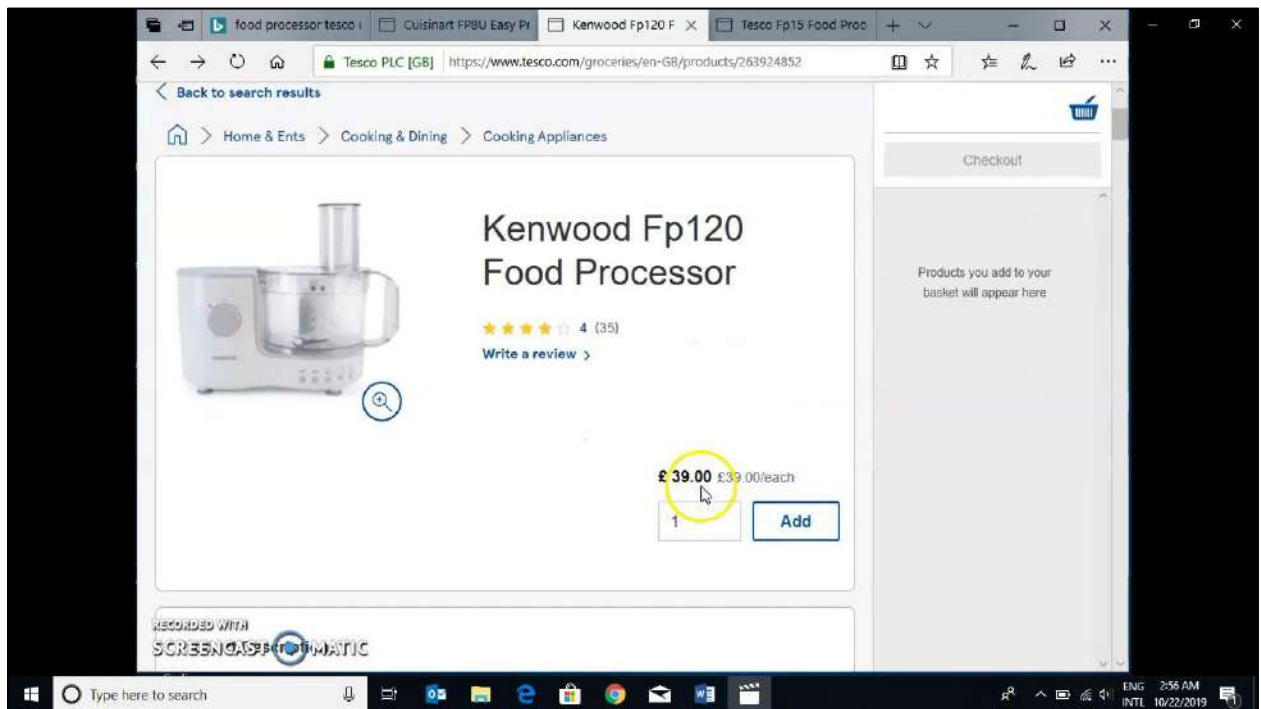 food processor tesco
Cuisinart FP8U Easy Pr
Kenwood Fp120 F
Tesco Fp15 Food Proc
Tesco PLC [GB]
https://www.tesco.com/groceries/en-GB/products/263924852
Back to search results
Home & Ents > Cooking & Dining > Cooking Appliances
Checkout
Kenwood Fp120
Food Processor
4 (35)
Write a review >
Products you add to your
basket will appear here
£ 39.00 £39.00/each
1
Add
RECORDED WITH
SCREENCAST MATIC
Type here to search
ENG 2:56 AM
INTL 10/22/2019